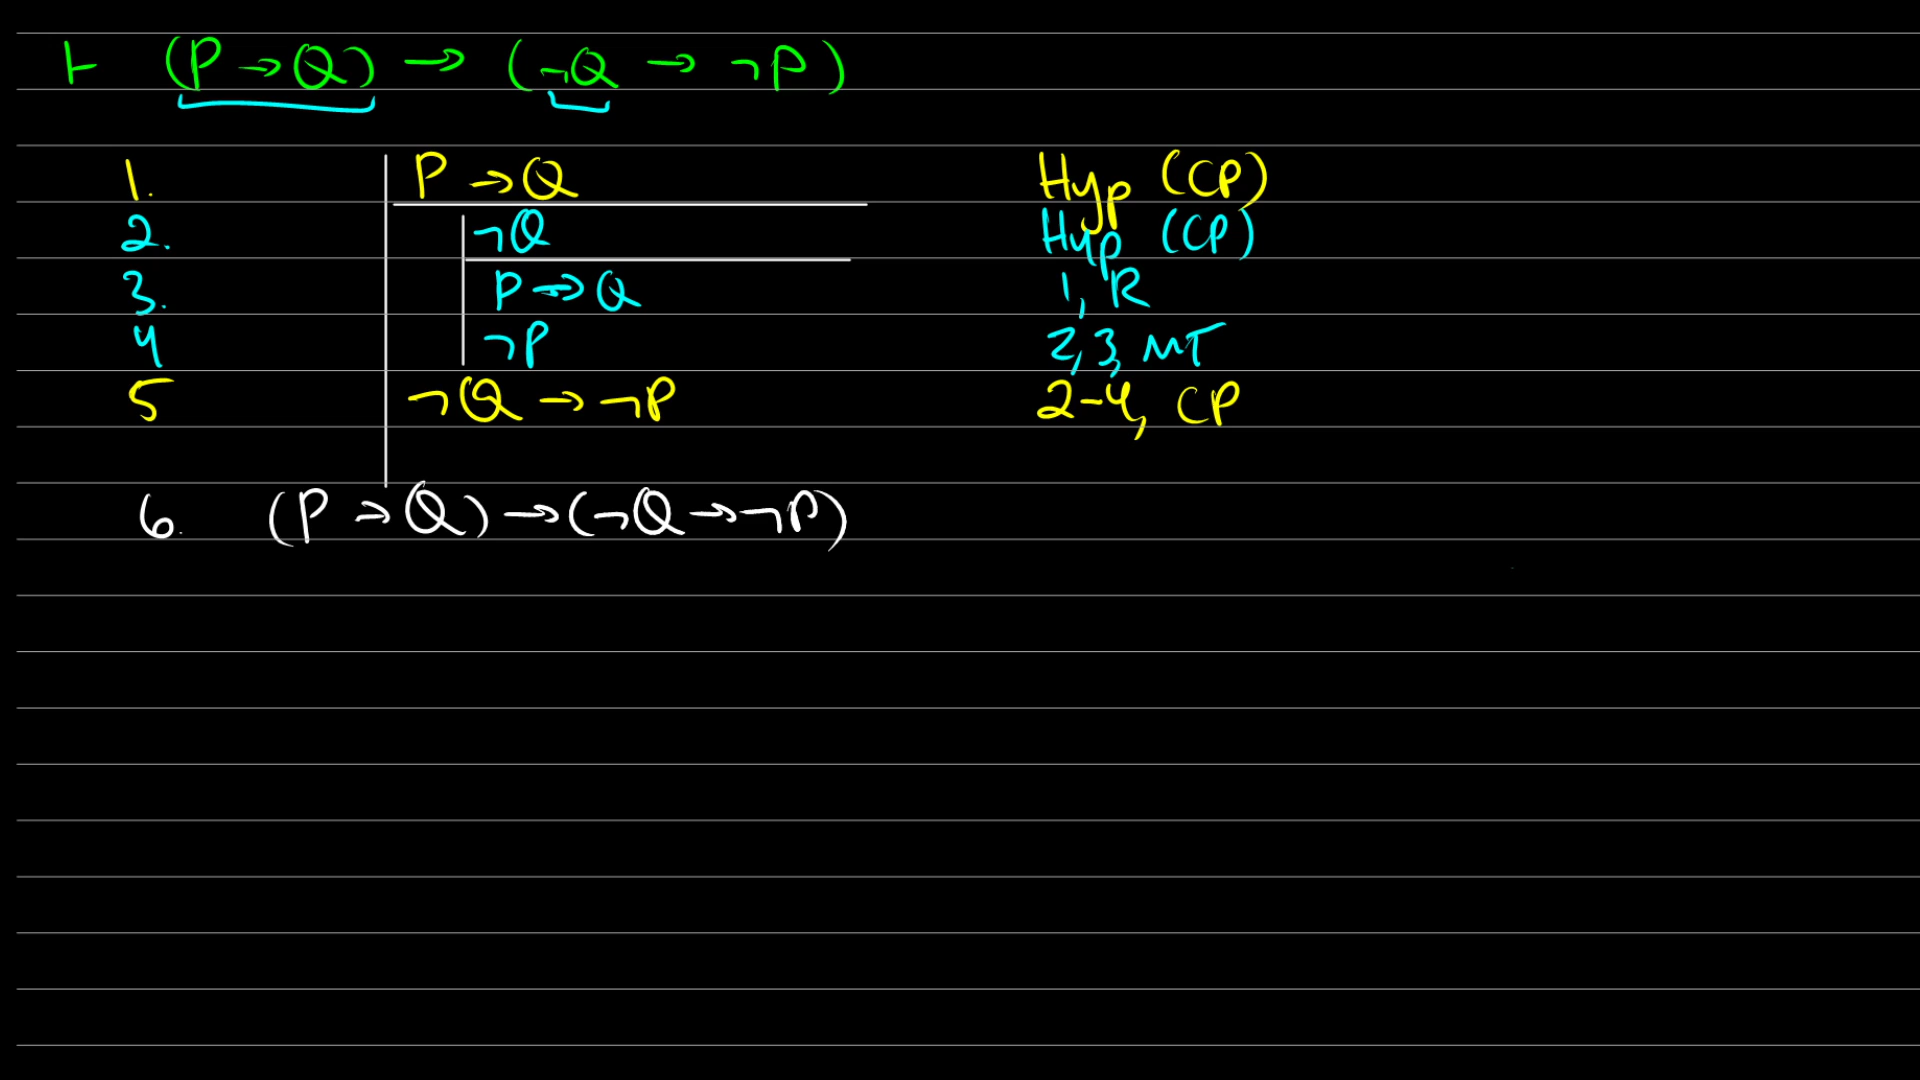 ⊢ (P → Q) → (¬Q → ¬P)
1. P → Q Hyp (CP)
2. ¬Q Hyp (CP)
3. P → Q 1, R
4 ¬P 2, 3, MT
5 ¬Q → ¬P 2-4, CP
6. (P → Q) → (¬Q → ¬P)